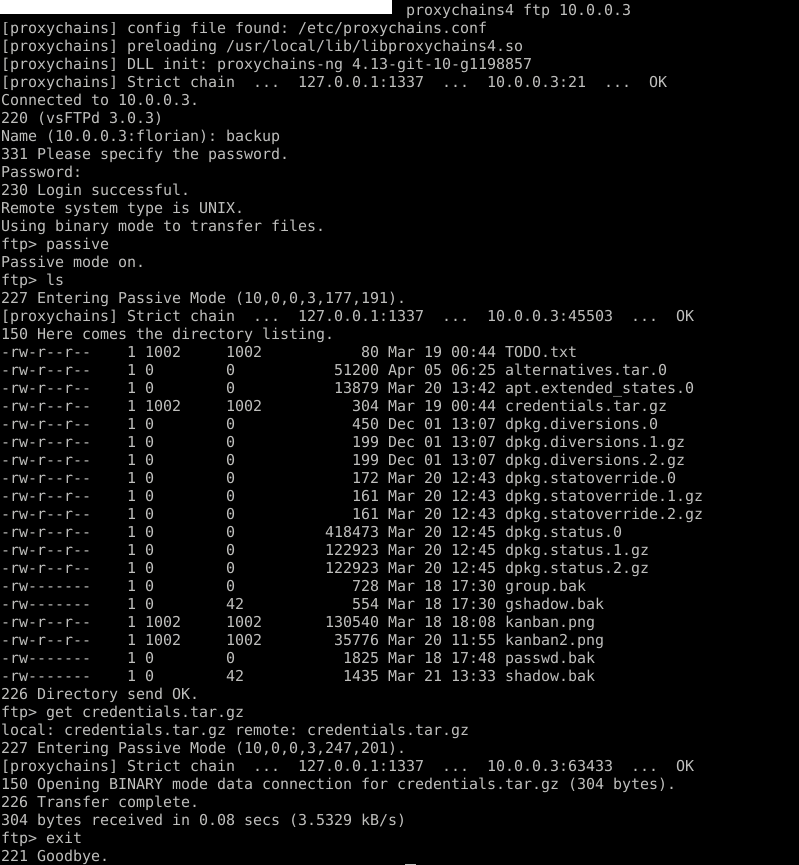 proxychains4 ftp 10.0.0.3
[proxychains] config file found: /etc/proxychains.conf
[proxychains] preloading /usr/local/lib/libproxychains4.so
[proxychains] DLL init: proxychains-ng 4.13-git-10-g1198857
[proxychains] Strict chain  ...  127.0.0.1:1337  ...  10.0.0.3:21  ...  OK
Connected to 10.0.0.3.
220 (vsFTPd 3.0.3)
Name (10.0.0.3:florian): backup
331 Please specify the password.
Password:
230 Login successful.
Remote system type is UNIX.
Using binary mode to transfer files.
ftp> passive
Passive mode on.
ftp> ls
227 Entering Passive Mode (10,0,0,3,177,191).
[proxychains] Strict chain  ...  127.0.0.1:1337  ...  10.0.0.3:45503  ...  OK
150 Here comes the directory listing.
-rw-r--r--    1 1002     1002           80 Mar 19 00:44 TODO.txt
-rw-r--r--    1 0        0           51200 Apr 05 06:25 alternatives.tar.0
-rw-r--r--    1 0        0           13879 Mar 20 13:42 apt.extended_states.0
-rw-r--r--    1 1002     1002          304 Mar 19 00:44 credentials.tar.gz
-rw-r--r--    1 0        0             450 Dec 01 13:07 dpkg.diversions.0
-rw-r--r--    1 0        0             199 Dec 01 13:07 dpkg.diversions.1.gz
-rw-r--r--    1 0        0             199 Dec 01 13:07 dpkg.diversions.2.gz
-rw-r--r--    1 0        0             172 Mar 20 12:43 dpkg.statoverride.0
-rw-r--r--    1 0        0             161 Mar 20 12:43 dpkg.statoverride.1.gz
-rw-r--r--    1 0        0             161 Mar 20 12:43 dpkg.statoverride.2.gz
-rw-r--r--    1 0        0          418473 Mar 20 12:45 dpkg.status.0
-rw-r--r--    1 0        0          122923 Mar 20 12:45 dpkg.status.1.gz
-rw-r--r--    1 0        0          122923 Mar 20 12:45 dpkg.status.2.gz
-rw-------    1 0        0             728 Mar 18 17:30 group.bak
-rw-------    1 0        42            554 Mar 18 17:30 gshadow.bak
-rw-r--r--    1 1002     1002       130540 Mar 18 18:08 kanban.png
-rw-r--r--    1 1002     1002        35776 Mar 20 11:55 kanban2.png
-rw-------    1 0        0            1825 Mar 18 17:48 passwd.bak
-rw-------    1 0        42           1435 Mar 21 13:33 shadow.bak
226 Directory send OK.
ftp> get credentials.tar.gz
local: credentials.tar.gz remote: credentials.tar.gz
227 Entering Passive Mode (10,0,0,3,247,201).
[proxychains] Strict chain  ...  127.0.0.1:1337  ...  10.0.0.3:63433  ...  OK
150 Opening BINARY mode data connection for credentials.tar.gz (304 bytes).
226 Transfer complete.
304 bytes received in 0.08 secs (3.5329 kB/s)
ftp> exit
221 Goodbye.